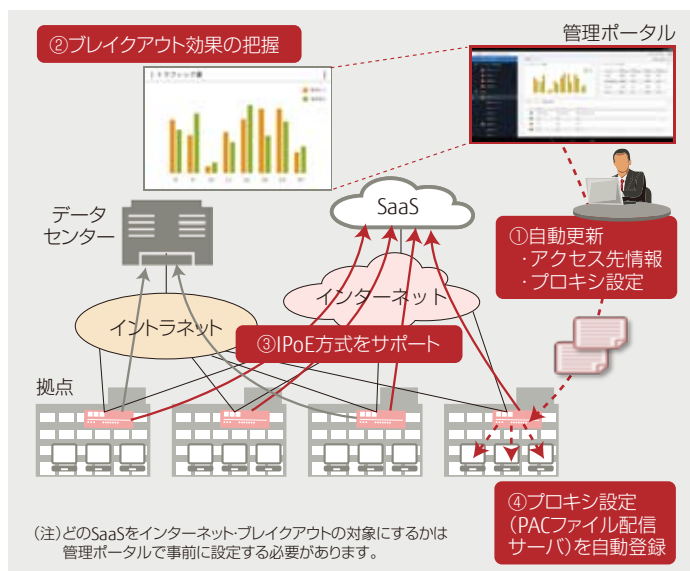 管理ポータル
②ブレイクアウト効果の把握
トラフィック量
データ
センター
SaaS
①自動更新
・アクセス先情報
・プロキシ設定
インターネット
イントラネット
③IPoE方式をサポート
拠点
④プロキシ設定
(PACファイル配信
サーバ)を自動登録
(注)どのSaaSをインターネット・ブレイクアウトの対象にするかは
管理ポータルで事前に設定する必要があります。